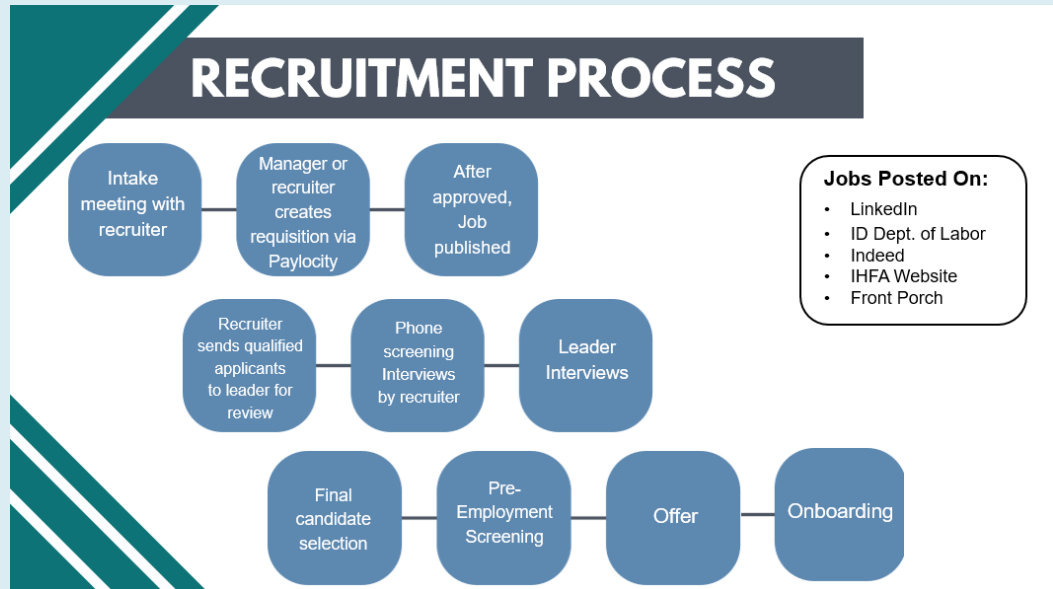 RECRUITMENT PROCESS
Intake
meeting with
recruiter
Manager or
recruiter
creates
requisition via
Paylocity
After
approved,
Job
published
Jobs Posted On:
• LinkedIn
• ID Dept. of Labor
• Indeed
• IHFA Website
• Front Porch
Recruiter
sends qualified
applicants
to leader for
review
Phone
screening
Interviews
by recruiter
Leader
Interviews
Final
candidate
selection
Pre-
Employment
Screening
Offer
Onboarding